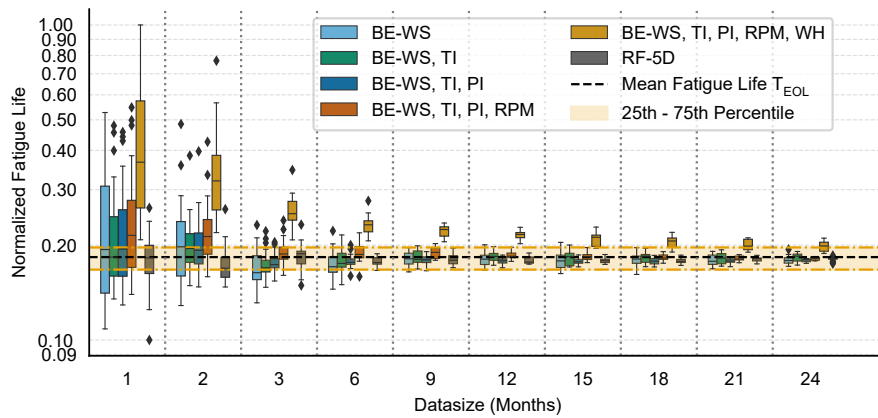 1.00
0.90
0.80
0.70
0.60
0.50
0.40
0.30
0.20
0.10
0.09
Normalized Fatigue Life
BE-WS
BE-WS, TI
BE-WS, TI, PI
BE-WS, TI, PI, RPM
BE-WS, TI, PI, RPM, WH
RF-5D
Mean Fatigue Life T_EOL
25th - 75th Percentile
1 2 3 6 9 12 15 18 21 24
Datasize (Months)